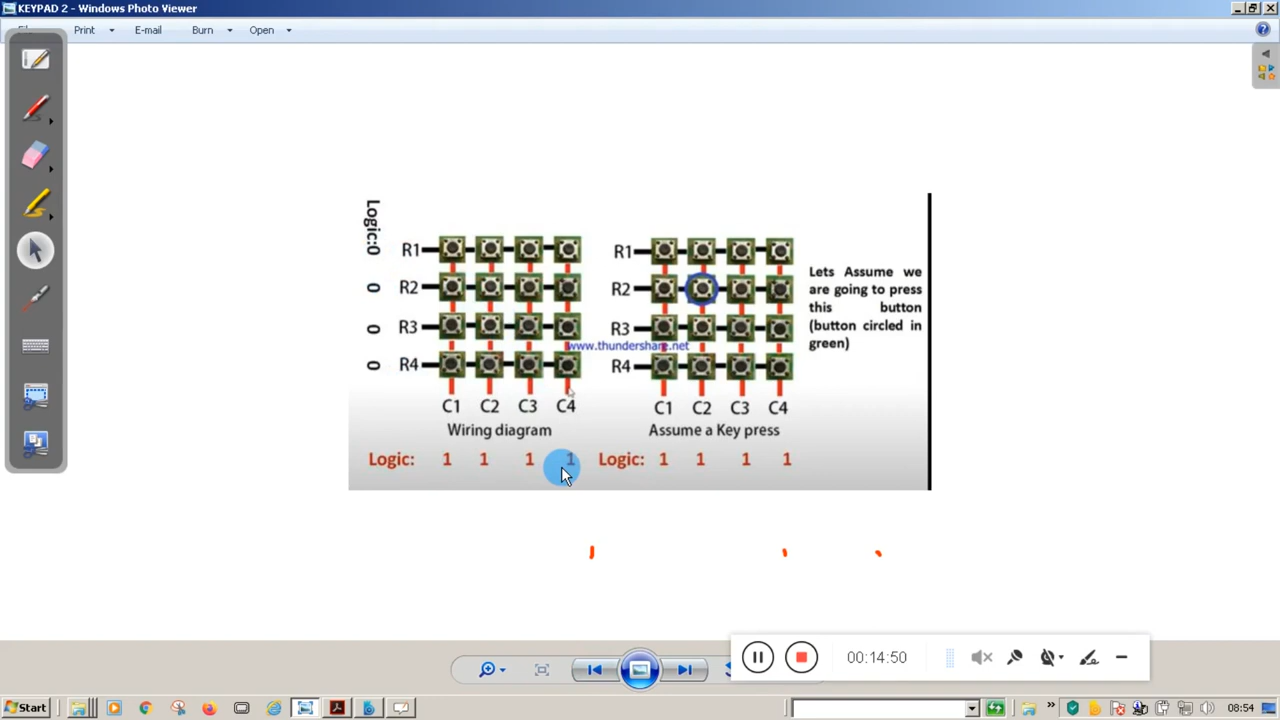 KEYPAD 2 - Windows Photo Viewer
Print
E-mail
Burn
Open
Logic:0
0
0
0
R1
R2
R3
R4
C1 C2 C3 C4
Wiring diagram
Logic: 1 1 1 1
R1
R2
R3
R4
C1 C2 C3 C4
Assume a Key press
Logic: 1 1 1 1
www.thundershare.net
Lets Assume we
are going to press
this button
(button circled in
green)
00:14:50
Start
08:54